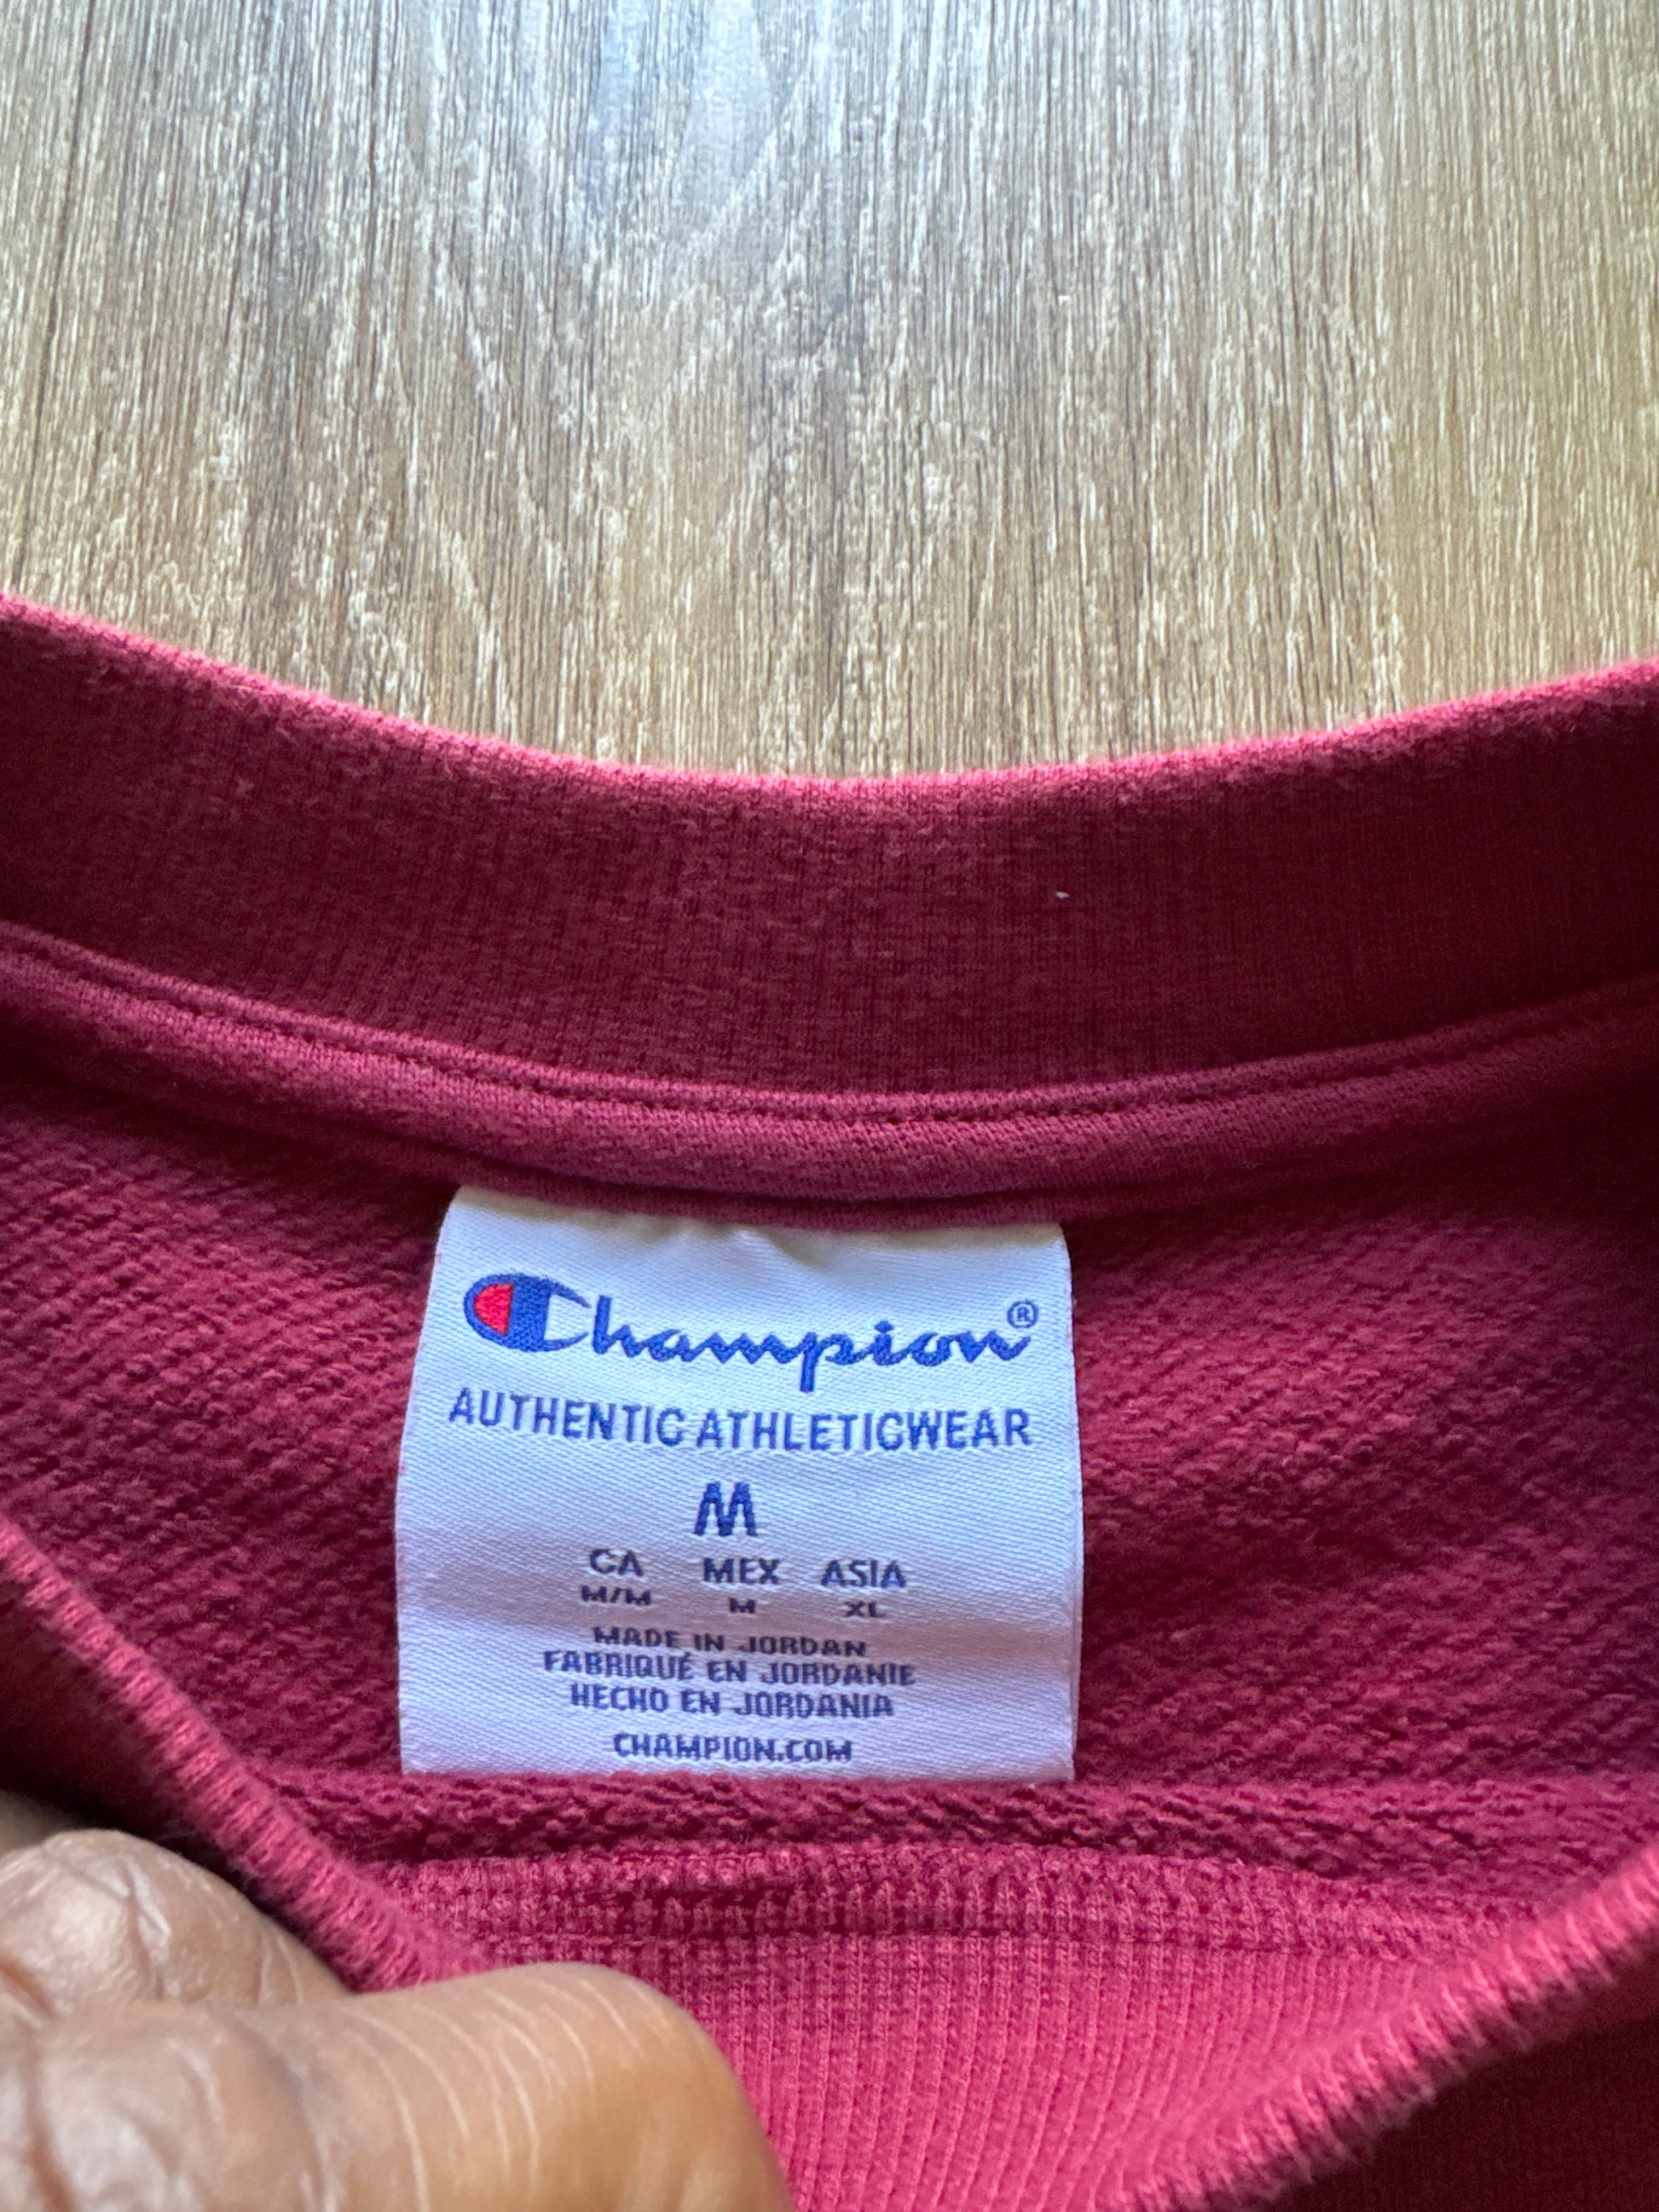 Champion®
AUTHENTIC ATHLETICWEAR
M
CA MEX ASIA
M/M M XL
MADE IN JORDAN
FABRIQUÉ EN JORDANIE
HECHO EN JORDANIA
CHAMPION.COM